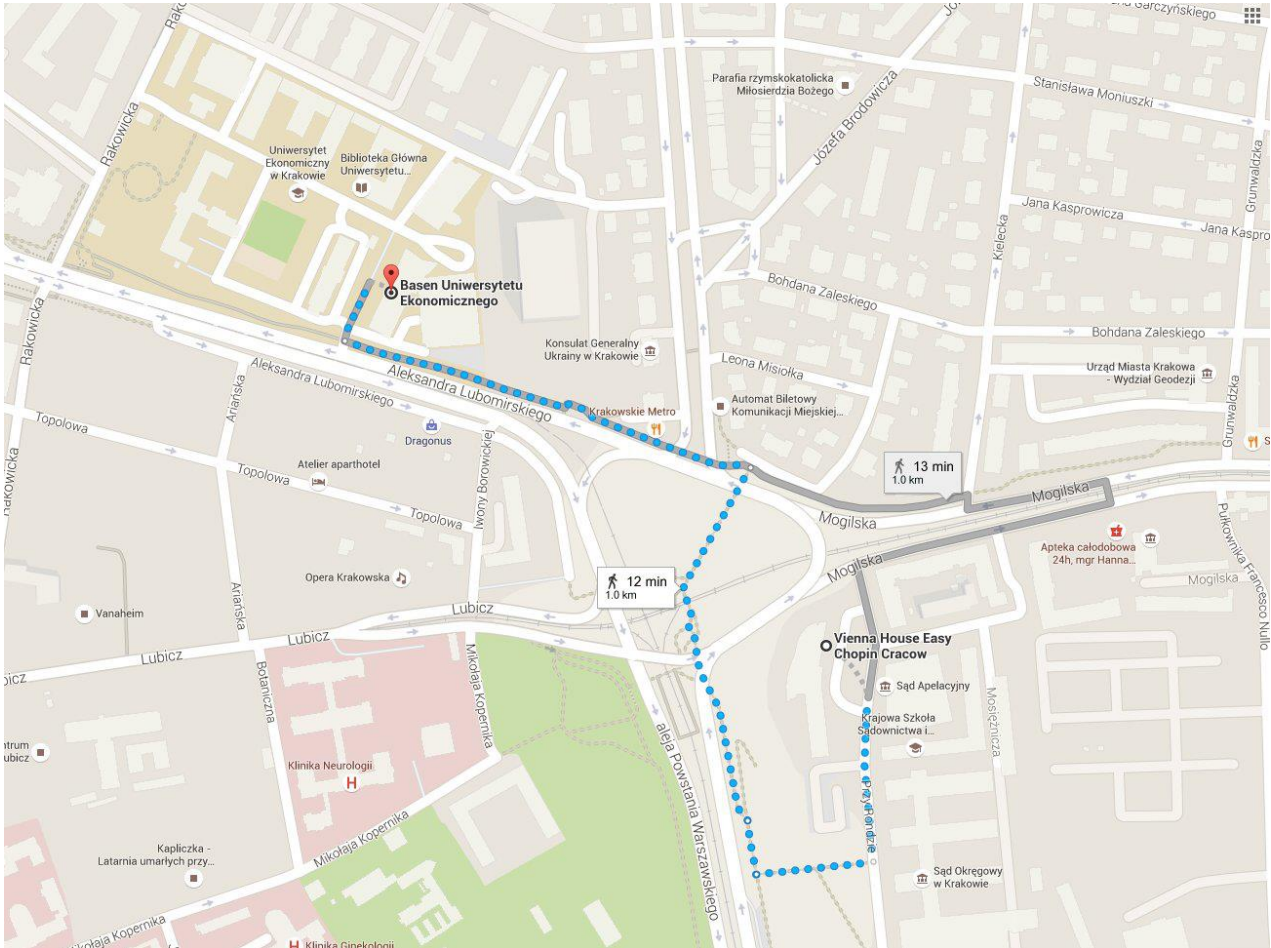 Rakowicka
Parafia rzymskokatolicka
Miłosierdzia Bożego
Józefa Brodowicza
Stanisława Moniuszki
Grunwaldzka
Uniwersytet
Ekonomiczny
w Krakowie
Biblioteka Główna
Uniwersytetu...
Jana Kasprowicza
Kielecka
Basen Uniwersytetu
Ekonomicznego
Bohdana Zaleskiego
Bohdana Zaleskiego
Konsulat Generalny
Ukrainy w Krakowie
Leona Misiołka
Urząd Miasta Krakowa
- Wydział Geodezji
Grunwaldzka
Rakowicka
Ariańska
Aleksandra Lubomirskiego
Aleksandra Lubomirskiego
Krakowskie Metro
Automat Biletowy
Komunikacji Miejskiej...
Topolowa
Dragonus
Atelier aparthotel
Topolowa
Iwony Borowickiej
Topolowa
Rakowicka
13 min
1.0 km
Mogilska
Mogilska
Apteka całodobowa
24h, mgr Hanna...
Pułkownika Francesco Nullo
Mogilska
Mogilska
Opera Krakowska
12 min
1.0 km
Vanaheim
Ariańska
Lubicz
Lubicz
Lubicz
Vienna House Easy
Chopin Cracow
Sąd Apelacyjny
Krajowa Szkoła
Sądownictwa i...
Mosiężnicza
Botaniczna
Mikołaja Kopernika
aleja Powstania Warszawskiego
Klinika Neurologii
H
Przy Rondzie
Mikołaja Kopernika
Kapliczka -
Latarnia umarłych przy...
Sąd Okręgowy
w Krakowie
H Klinika Ginekologii